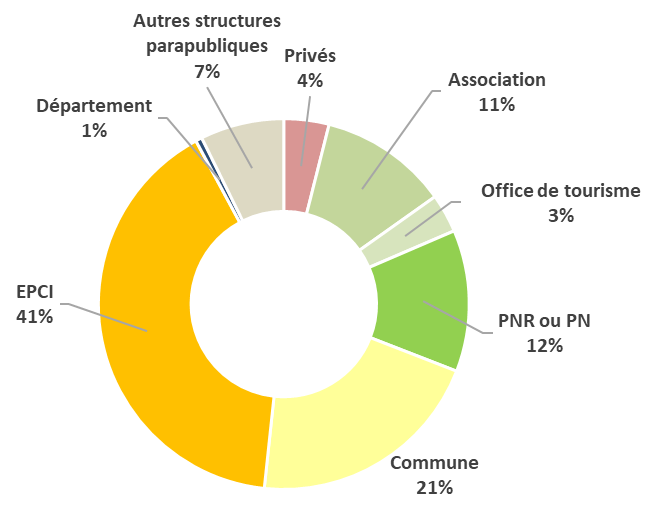 Autres structures
parapubliques
7%
Privés
4%
Association
11%
Département
1%
Office de tourisme
3%
EPCI
41%
PNR ou PN
12%
Commune
21%